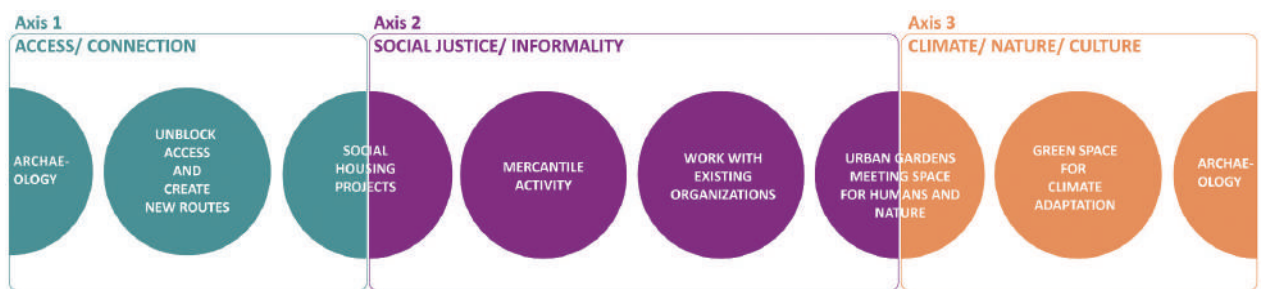 Axis 1
ACCESS/ CONNECTION
ARCHAE-
OLOGY
UNBLOCK
ACCESS
AND
CREATE
NEW ROUTES
SOCIAL
HOUSING
PROJECTS
Axis 2
SOCIAL JUSTICE/ INFORMALITY
MERCANTILE
ACTIVITY
WORK WITH
EXISTING
ORGANIZATIONS
URBAN GARDENS
MEETING SPACE
FOR HUMANS AND
NATURE
Axis 3
CLIMATE/ NATURE/ CULTURE
GREEN SPACE
FOR
CLIMATE
ADAPTATION
ARCHAE-
OLOGY